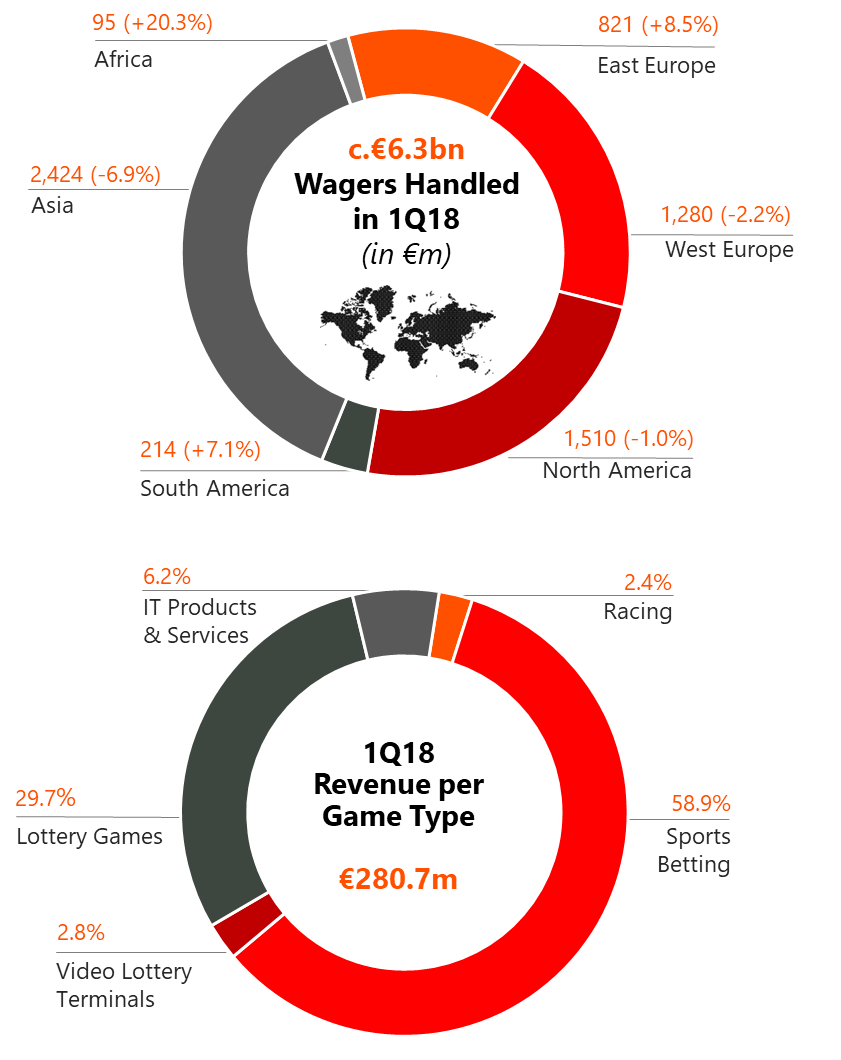 95 (+20.3%)
Africa
821 (+8.5%)
East Europe
2,424 (-6.9%)
Asia
c.€6.3bn
Wagers Handled
in 1Q18
(in €m)
1,280 (-2.2%)
West Europe
214 (+7.1%)
South America
1,510 (-1.0%)
North America
6.2%
IT Products
& Services
2.4%
Racing
29.7%
Lottery Games
1Q18
Revenue per
Game Type
€280.7m
58.9%
Sports
Betting
2.8%
Video Lottery
Terminals